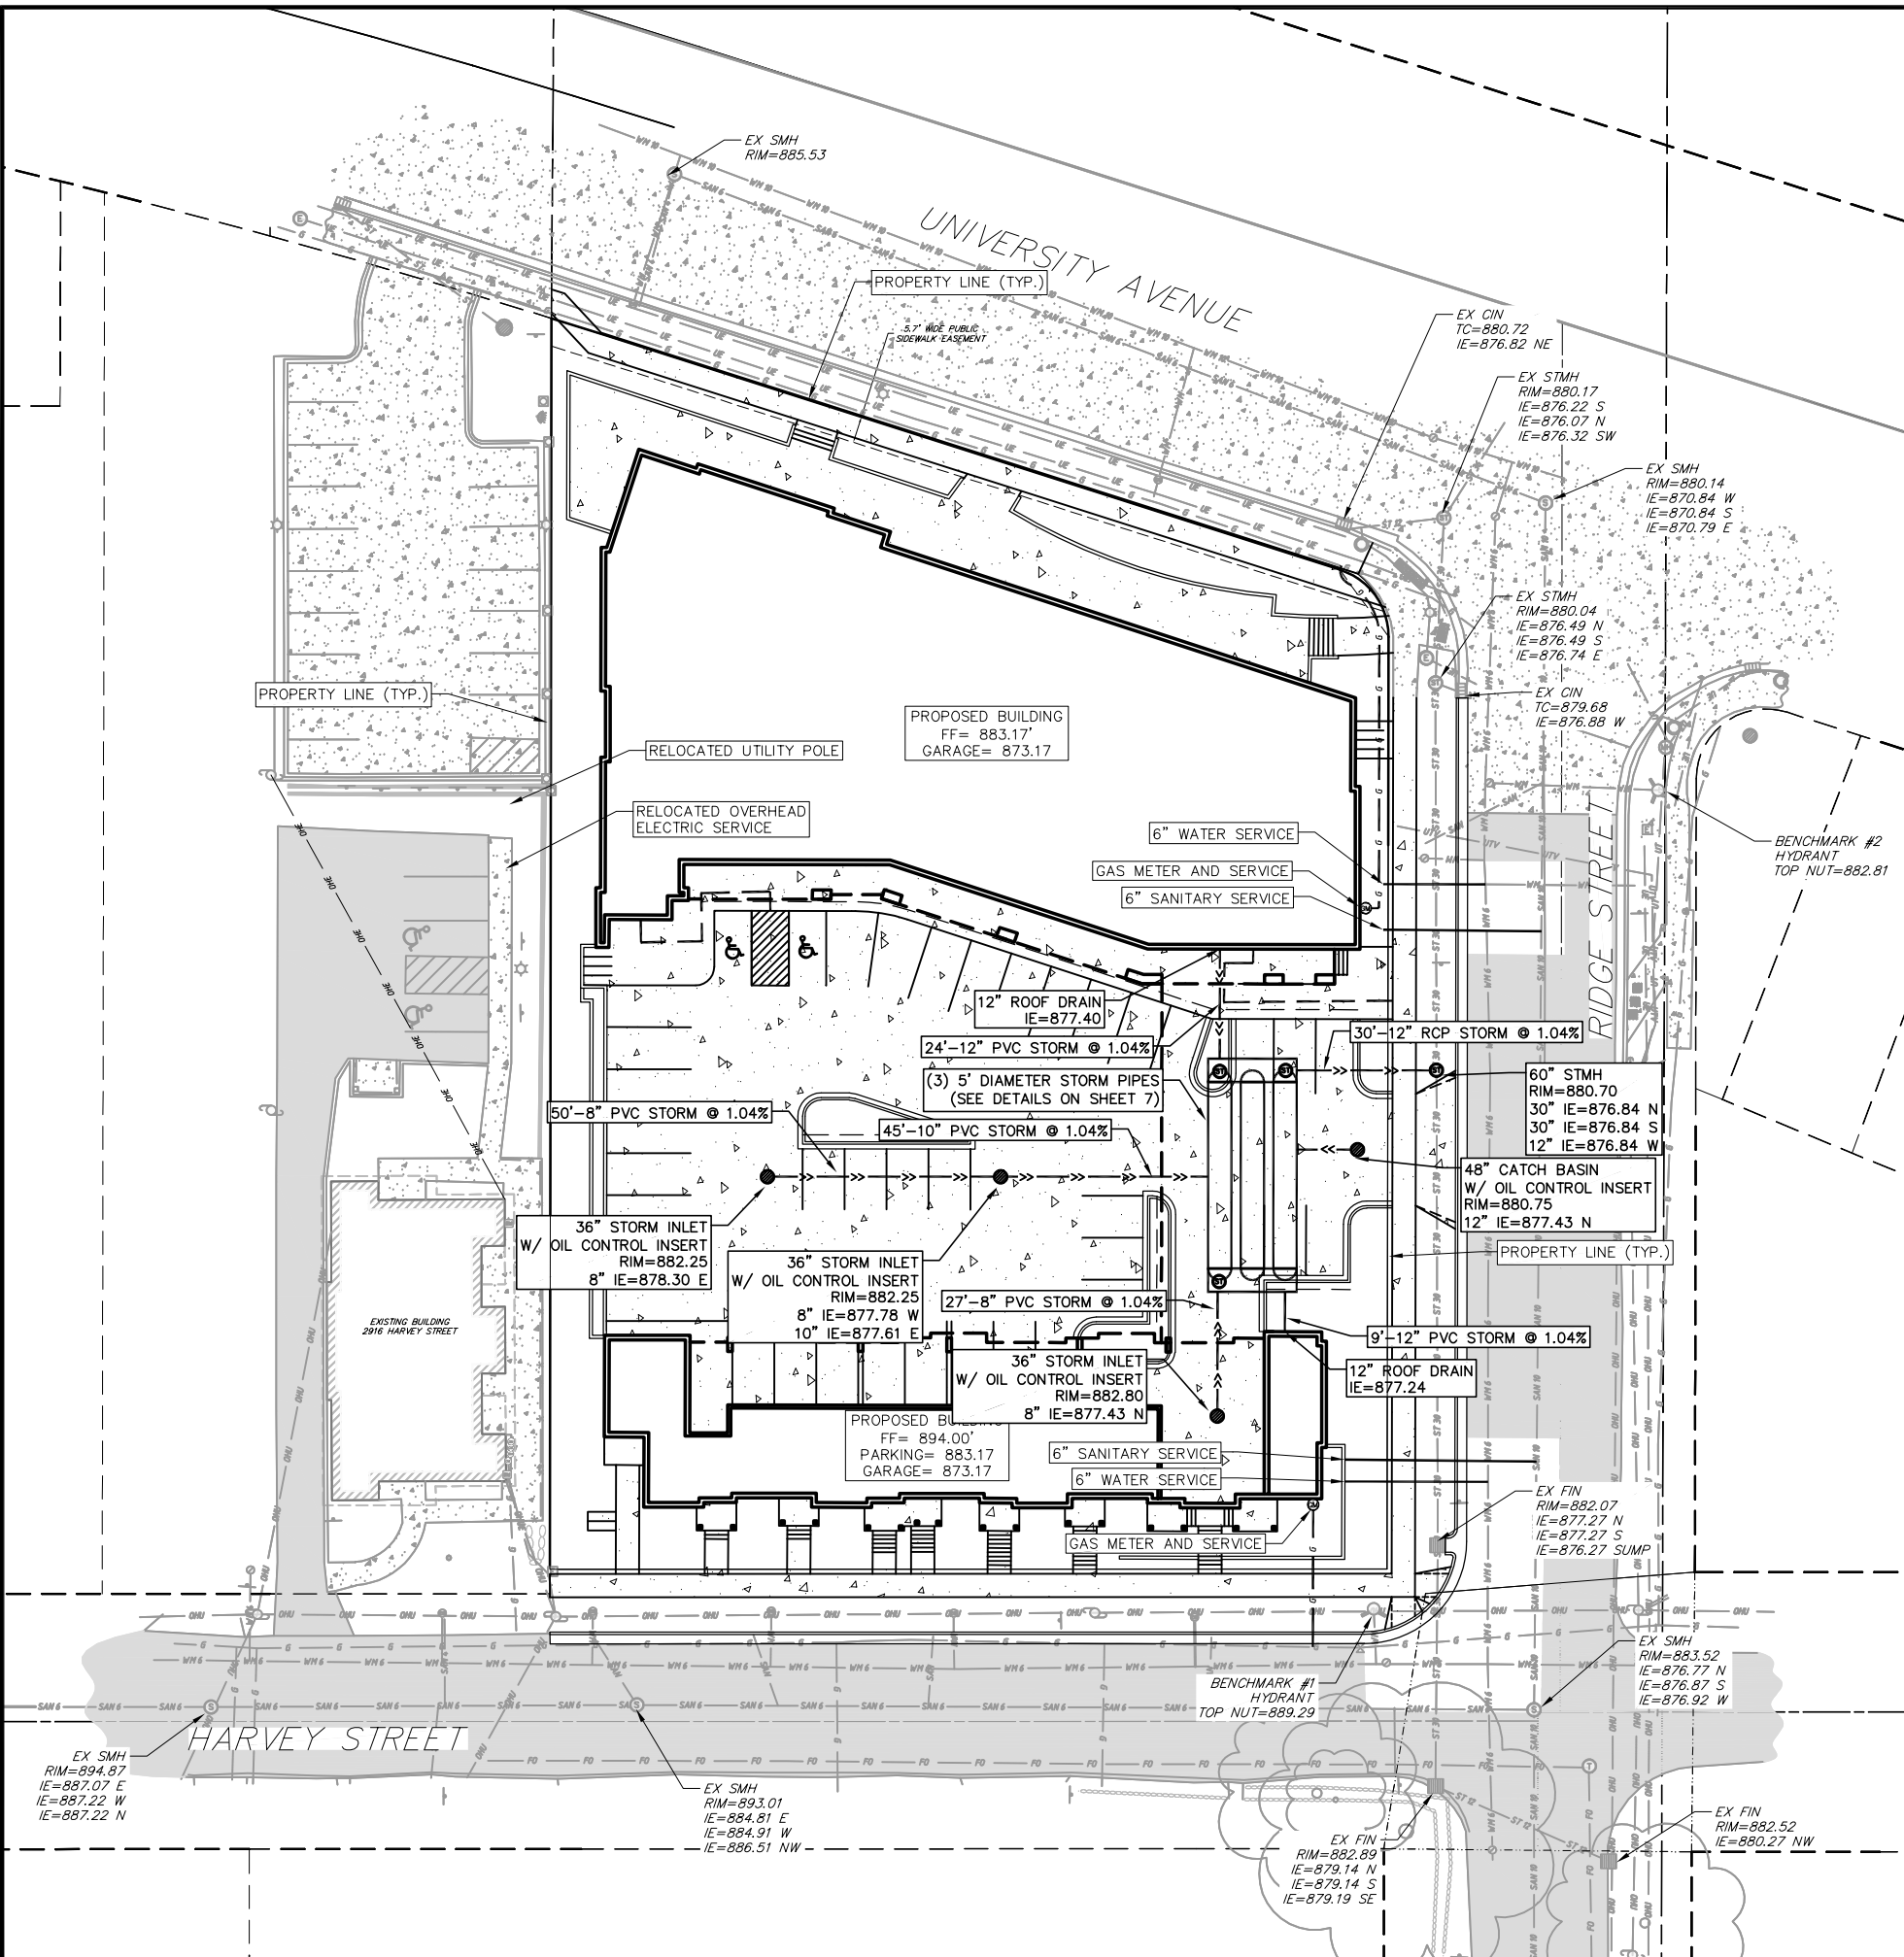 EX SMH
RIM=885.53
UNIVERSITY AVENUE
PROPERTY LINE (TYP.)
5.7' WIDE PUBLIC
SIDEWALK EASEMENT
EX CIN
TC=880.72
IE=876.82 NE
EX STMH
RIM=880.17
IE=876.22 S
IE=876.07 N
IE=876.32 SW
EX SMH
RIM=880.14
IE=870.84 W
IE=870.84 S
IE=870.79 E
EX STMH
RIM=880.04
IE=876.49 N
IE=876.49 S
IE=876.74 E
EX CIN
TC=879.68
IE=876.88 W
PROPERTY LINE (TYP.)
PROPOSED BUILDING
FF= 883.17'
GARAGE= 873.17
RELOCATED UTILITY POLE
RELOCATED OVERHEAD
ELECTRIC SERVICE
6" WATER SERVICE
GAS METER AND SERVICE
6" SANITARY SERVICE
RIDGE STREET
BENCHMARK #2
HYDRANT
TOP NUT=882.81
12" ROOF DRAIN
IE=877.40
24'-12" PVC STORM @ 1.04%
30'-12" RCP STORM @ 1.04%
(3) 5' DIAMETER STORM PIPES
(SEE DETAILS ON SHEET 7)
60" STMH
RIM=880.70
30" IE=876.84 N
30" IE=876.84 S
12" IE=876.84 W
50'-8" PVC STORM @ 1.04%
45'-10" PVC STORM @ 1.04%
48" CATCH BASIN
W/ OIL CONTROL INSERT
RIM=880.75
12" IE=877.43 N
36" STORM INLET
W/ OIL CONTROL INSERT
RIM=882.25
8" IE=878.30 E
36" STORM INLET
W/ OIL CONTROL INSERT
RIM=882.25
8" IE=877.78 W
10" IE=877.61 E
PROPERTY LINE (TYP.)
27'-8" PVC STORM @ 1.04%
EXISTING BUILDING
2916 HARVEY STREET
9'-12" PVC STORM @ 1.04%
12" ROOF DRAIN
IE=877.24
36" STORM INLET
W/ OIL CONTROL INSERT
RIM=882.80
8" IE=877.43 N
PROPOSED BUILDING
FF= 894.00'
PARKING= 883.17
GARAGE= 873.17
6" SANITARY SERVICE
6" WATER SERVICE
GAS METER AND SERVICE
EX FIN
RIM=882.07
IE=877.27 N
IE=877.27 S
IE=876.27 SUMP
EX SMH
RIM=883.52
IE=876.77 N
IE=876.87 S
IE=876.92 W
BENCHMARK #1
HYDRANT
TOP NUT=889.29
HARVEY STREET
EX SMH
RIM=894.87
IE=887.07 E
IE=887.22 W
IE=887.22 N
EX SMH
RIM=893.01
IE=884.81 E
IE=884.91 W
IE=886.51 NW
EX FIN
RIM=882.89
IE=879.14 N
IE=879.14 S
IE=879.19 SE
EX FIN
RIM=882.52
IE=880.27 NW